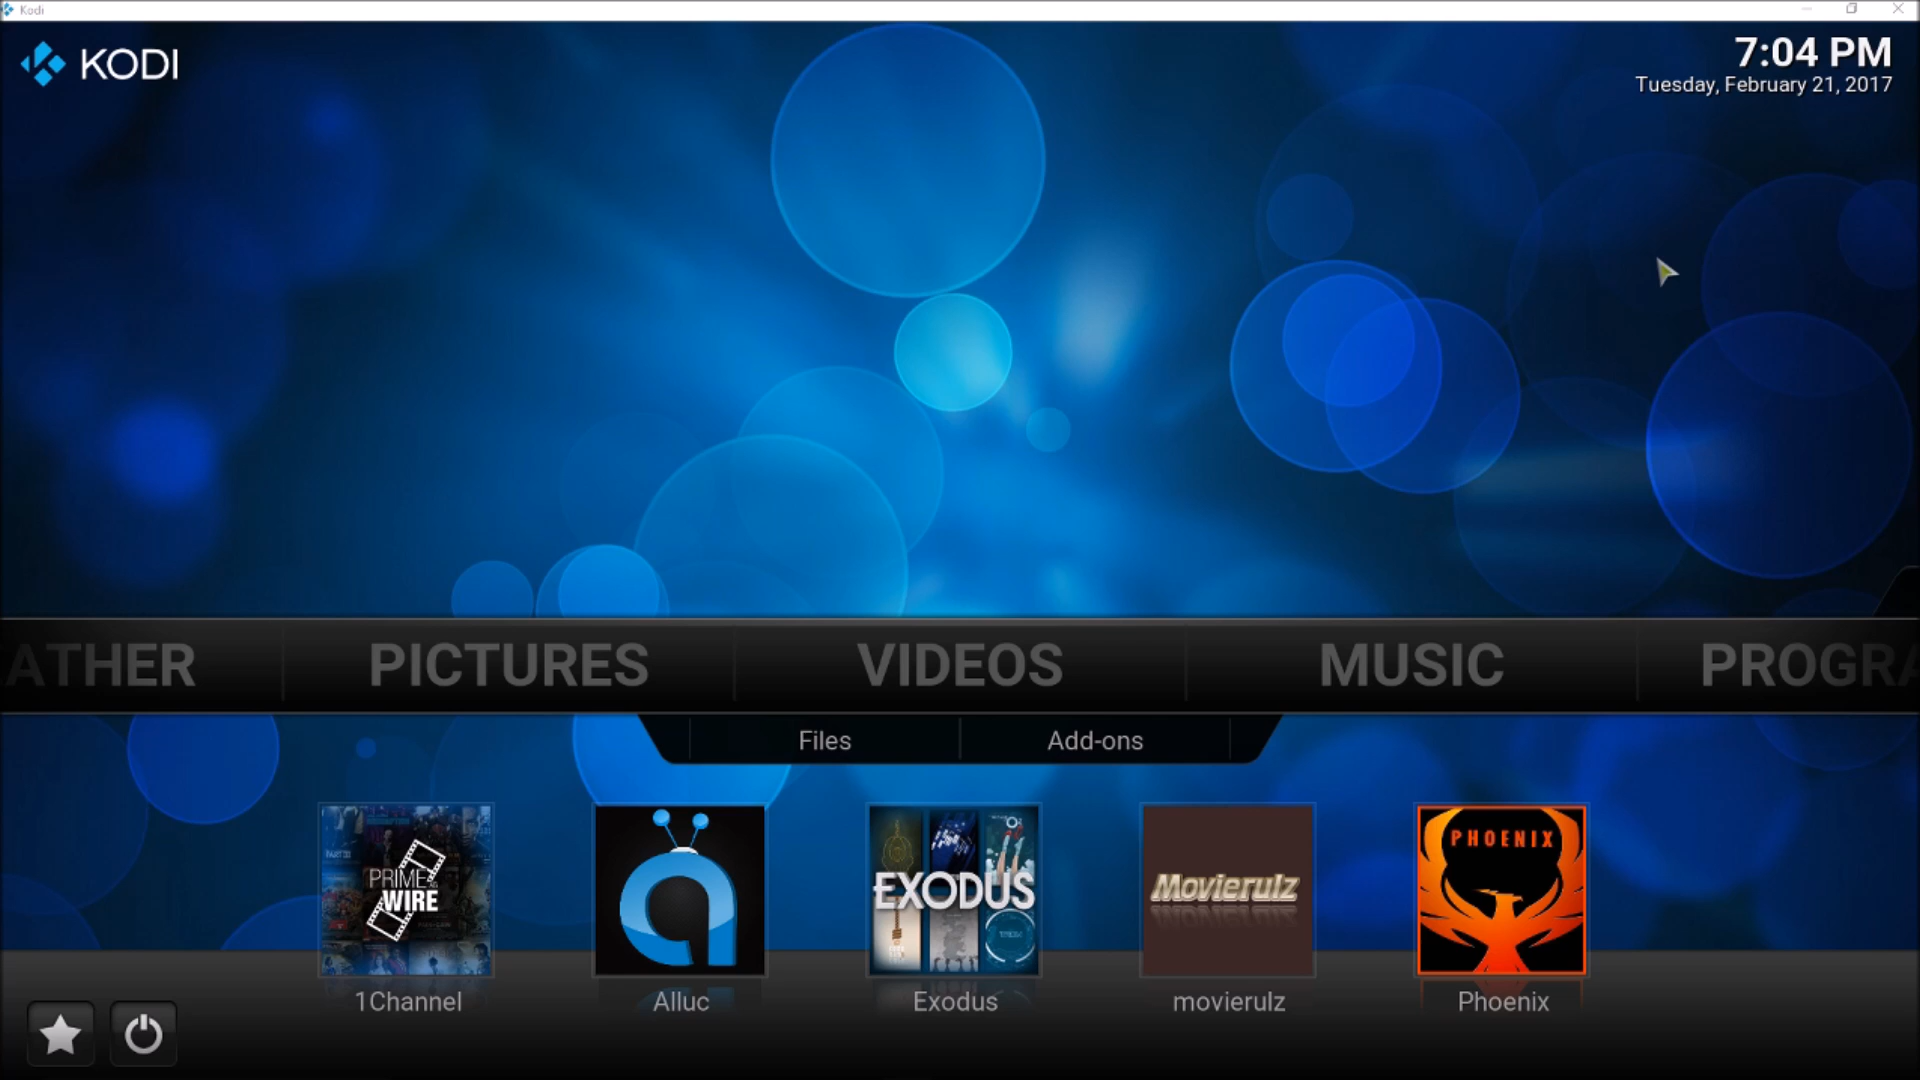 Kodi
KODI
7:04 PM
Tuesday, February 21, 2017
ATHER
PICTURES
VIDEOS
MUSIC
PROGRA
Files
Add-ons
PRIME
WIRE
EXODUS
Movierulz
PHOENIX
1Channel
Alluc
Exodus
movierulz
Phoenix